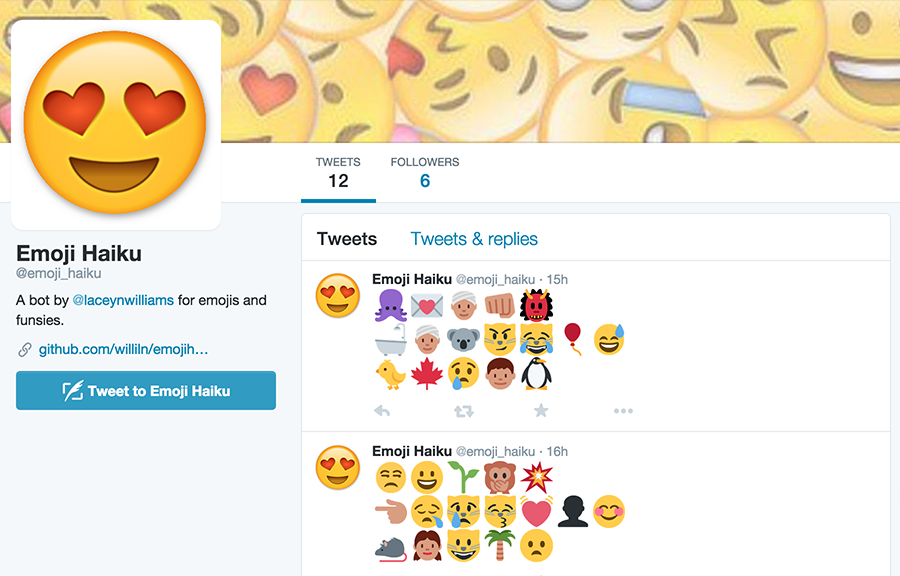 TWEETS
12
FOLLOWERS
6
Emoji Haiku
@emoji_haiku
A bot by @laceynwilliams for emojis and
funsies.
github.com/williln/emojih…
Tweet to Emoji Haiku
Tweets Tweets & replies
Emoji Haiku @emoji_haiku · 15h
Emoji Haiku @emoji_haiku · 16h